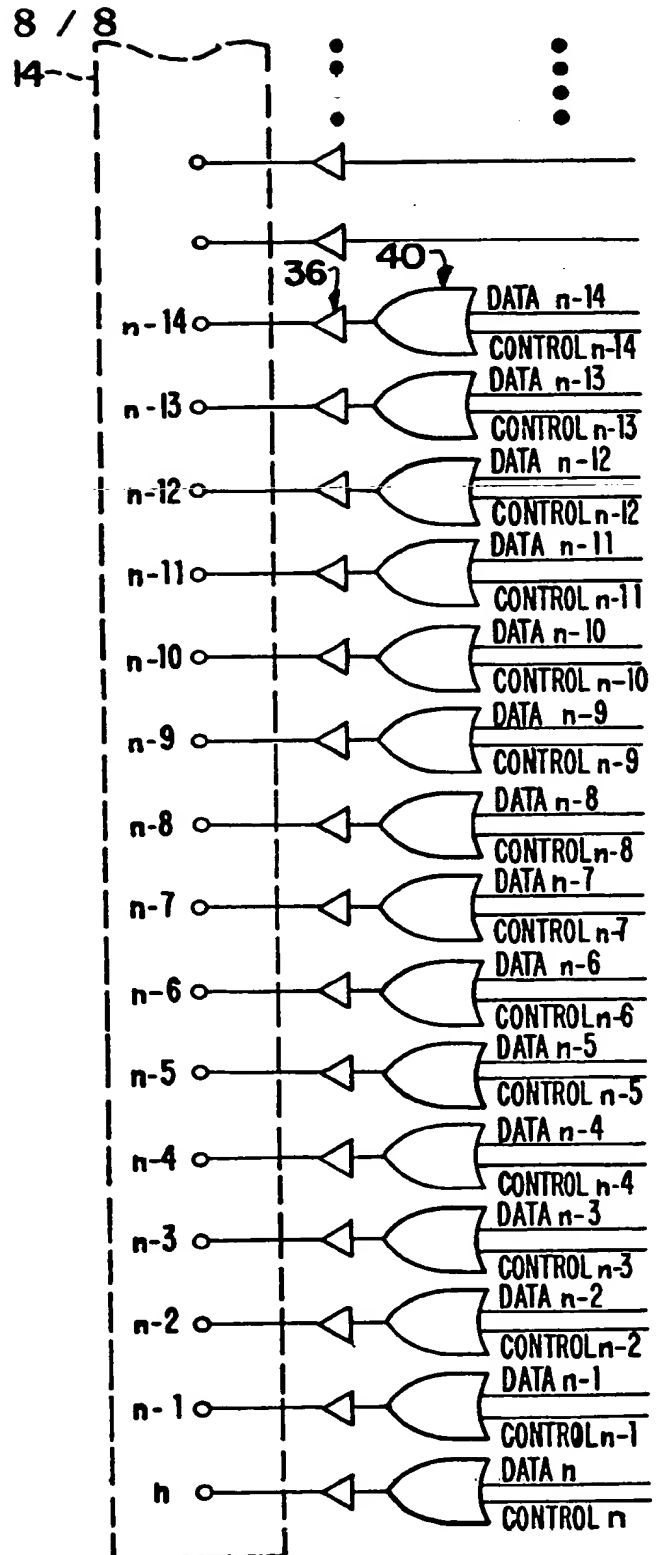 8 / 8
14
36
40
n-14
DATA n-14
CONTROL n-14
n-13
DATA n-13
CONTROL n-13
n-12
DATA n-12
CONTROL n-12
n-11
DATA n-11
CONTROL n-11
n-10
DATA n-10
CONTROL n-10
n-9
DATA n-9
CONTROL n-9
n-8
DATA n-8
CONTROL n-8
n-7
DATA n-7
CONTROL n-7
n-6
DATA n-6
CONTROL n-6
n-5
DATA n-5
CONTROL n-5
n-4
DATA n-4
CONTROL n-4
n-3
DATA n-3
CONTROL n-3
n-2
DATA n-2
CONTROL n-2
n-1
DATA n-1
CONTROL n-1
n
DATA n
CONTROL n